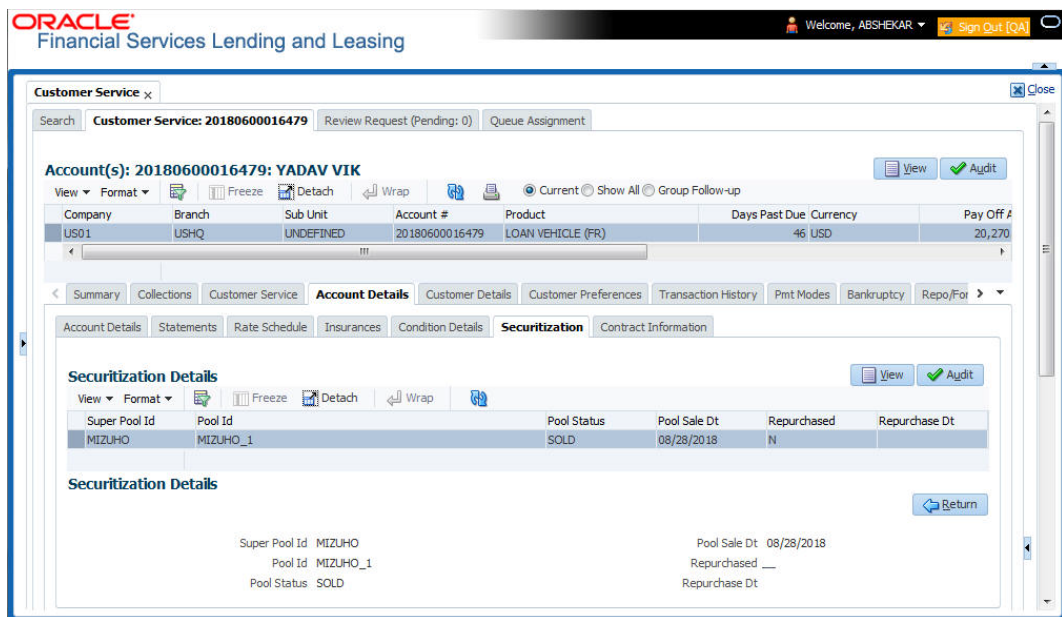 ORACLE
Financial Services Lending and Leasing
Welcome, ABSHEKAR Sign Out [QA]
Customer Service x Close
Search Customer Service: 20180600016479 Review Request (Pending: 0) Queue Assignment
Account(s): 20180600016479: YADAV VIK View Audit
View Format Freeze Detach Wrap Current Show All Group Follow-up
Company Branch Sub Unit Account # Product Days Past Due Currency Pay Off A
US01 USHQ UNDEFINED 20180600016479 LOAN VEHICLE (FR) 46 USD 20,270
Summary Collections Customer Service Account Details Customer Details Customer Preferences Transaction History Pmt Modes Bankruptcy Repo/For
Account Details Statements Rate Schedule Insurances Condition Details Securitization Contract Information
Securitization Details View Audit
View Format Freeze Detach Wrap
Super Pool Id Pool Id Pool Status Pool Sale Dt Repurchased Repurchase Dt
MIZUHO MIZUHO_1 SOLD 08/28/2018 N
Securitization Details
Return
Super Pool Id MIZUHO Pool Sale Dt 08/28/2018
Pool Id MIZUHO_1 Repurchased __
Pool Status SOLD Repurchase Dt